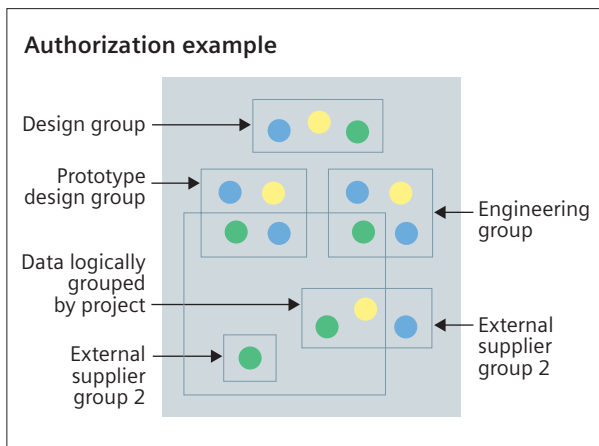 Authorization example
Design group
Prototype
design group
Engineering
group
Data logically
grouped
by project
External
supplier
group 2
External
supplier
group 2